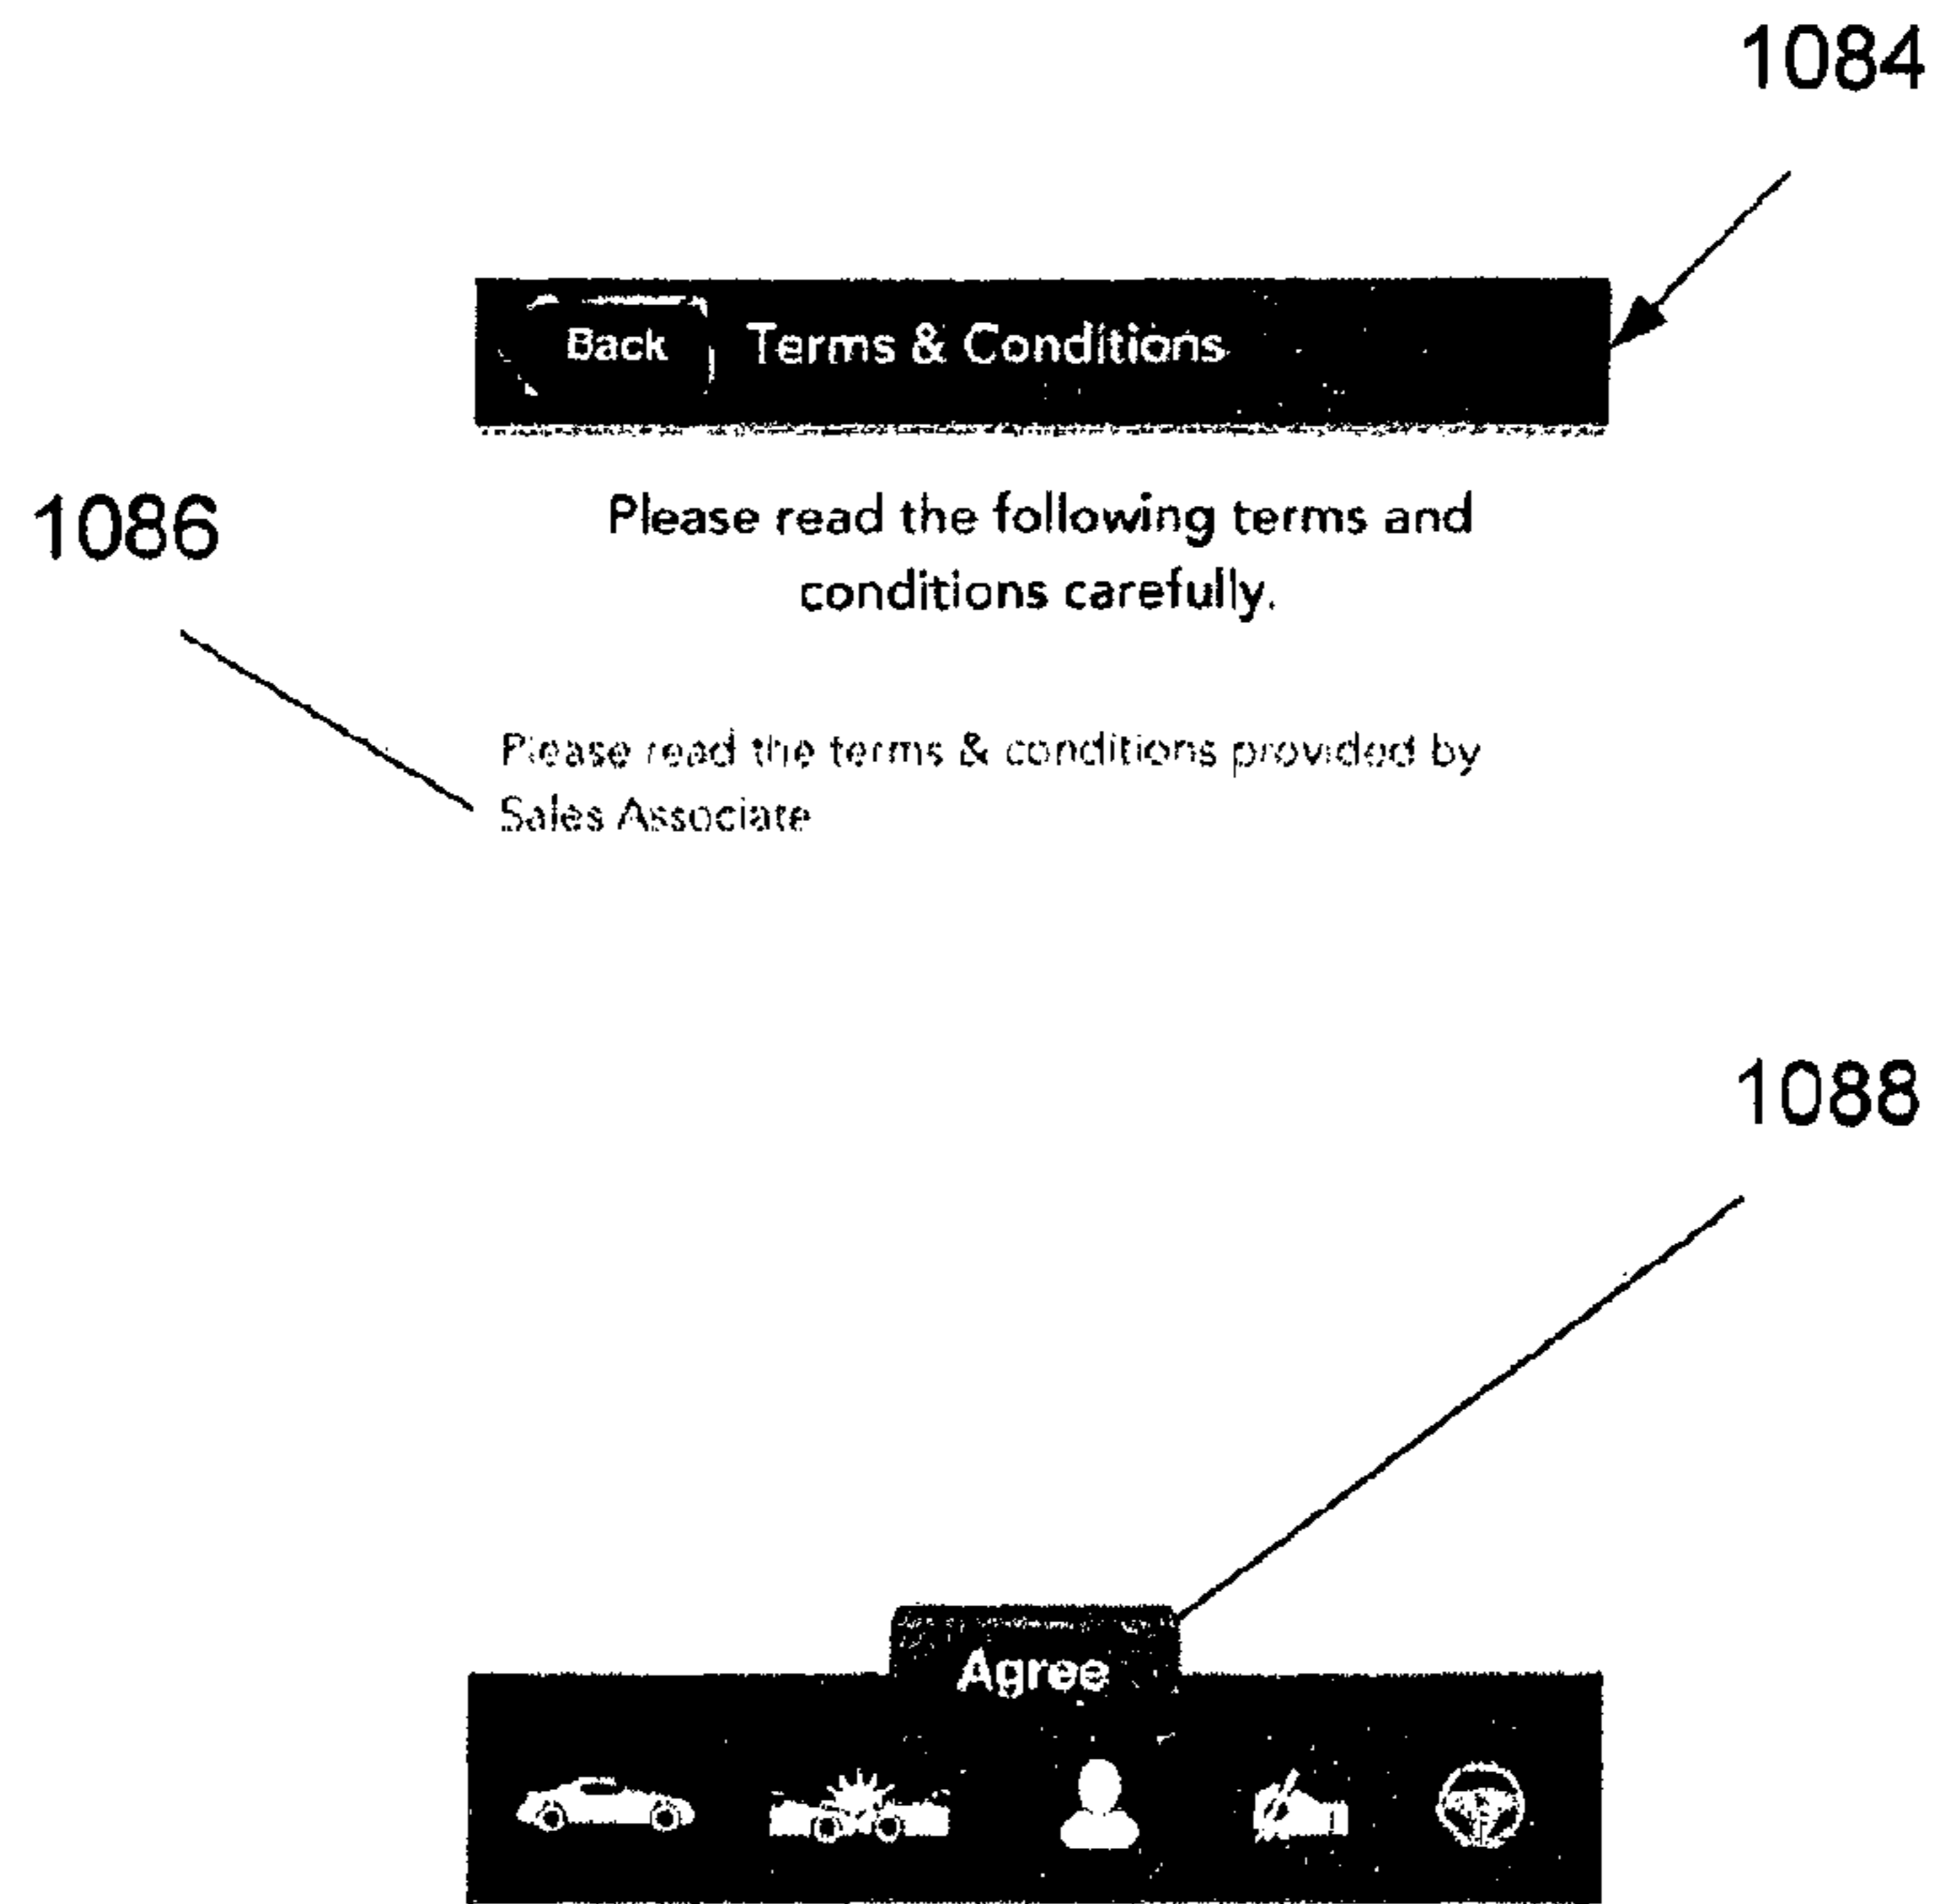 1084
Back Terms & Conditions
1086
Please read the following terms and
conditions carefully.
Please read the terms & conditions provided by
Sales Associate
1088
Agree